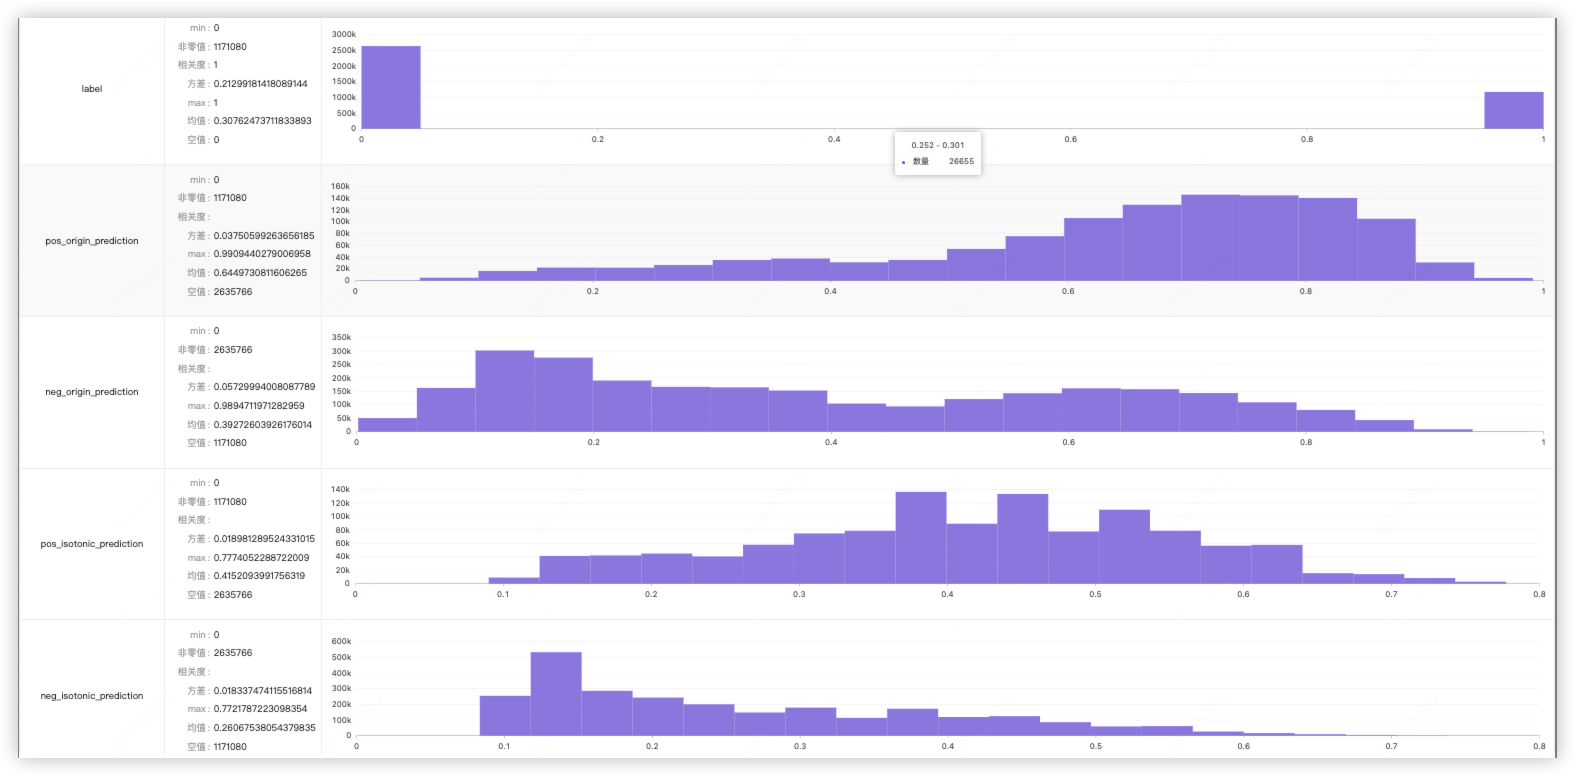 label
min : 0
非零值 : 1171080
相关度 : 1
方差 : 0.21299181418089144
max : 1
均值 : 0.30762473711833893
空值 : 0
3000k
2500k
2000k
1500k
1000k
500k
0
0 0.2 0.4 0.6 0.8 1
0.252 - 0.301
数量 26655
pos_origin_prediction
min : 0
非零值 : 1171080
相关度 :
方差 : 0.03750599263656185
max : 0.9909440279006958
均值 : 0.6449730811606265
空值 : 2635766
160k
140k
120k
100k
80k
60k
40k
20k
0
0 0.2 0.4 0.6 0.8 1
neg_origin_prediction
min : 0
非零值 : 2635766
相关度 :
方差 : 0.05729994008087789
max : 0.9894711971282959
均值 : 0.39272603926176014
空值 : 1171080
350k
300k
250k
200k
150k
100k
50k
0
0 0.2 0.4 0.6 0.8 1
pos_isotonic_prediction
min : 0
非零值 : 1171080
相关度 :
方差 : 0.018981289524331015
max : 0.7774052288722009
均值 : 0.4152093991756319
空值 : 2635766
140k
120k
100k
80k
60k
40k
20k
0
0 0.1 0.2 0.3 0.4 0.5 0.6 0.7 0.8
neg_isotonic_prediction
min : 0
非零值 : 2635766
相关度 :
方差 : 0.018337474115516814
max : 0.7721787223098354
均值 : 0.26067538054379835
空值 : 1171080
600k
500k
400k
300k
200k
100k
0
0 0.1 0.2 0.3 0.4 0.5 0.6 0.7 0.8